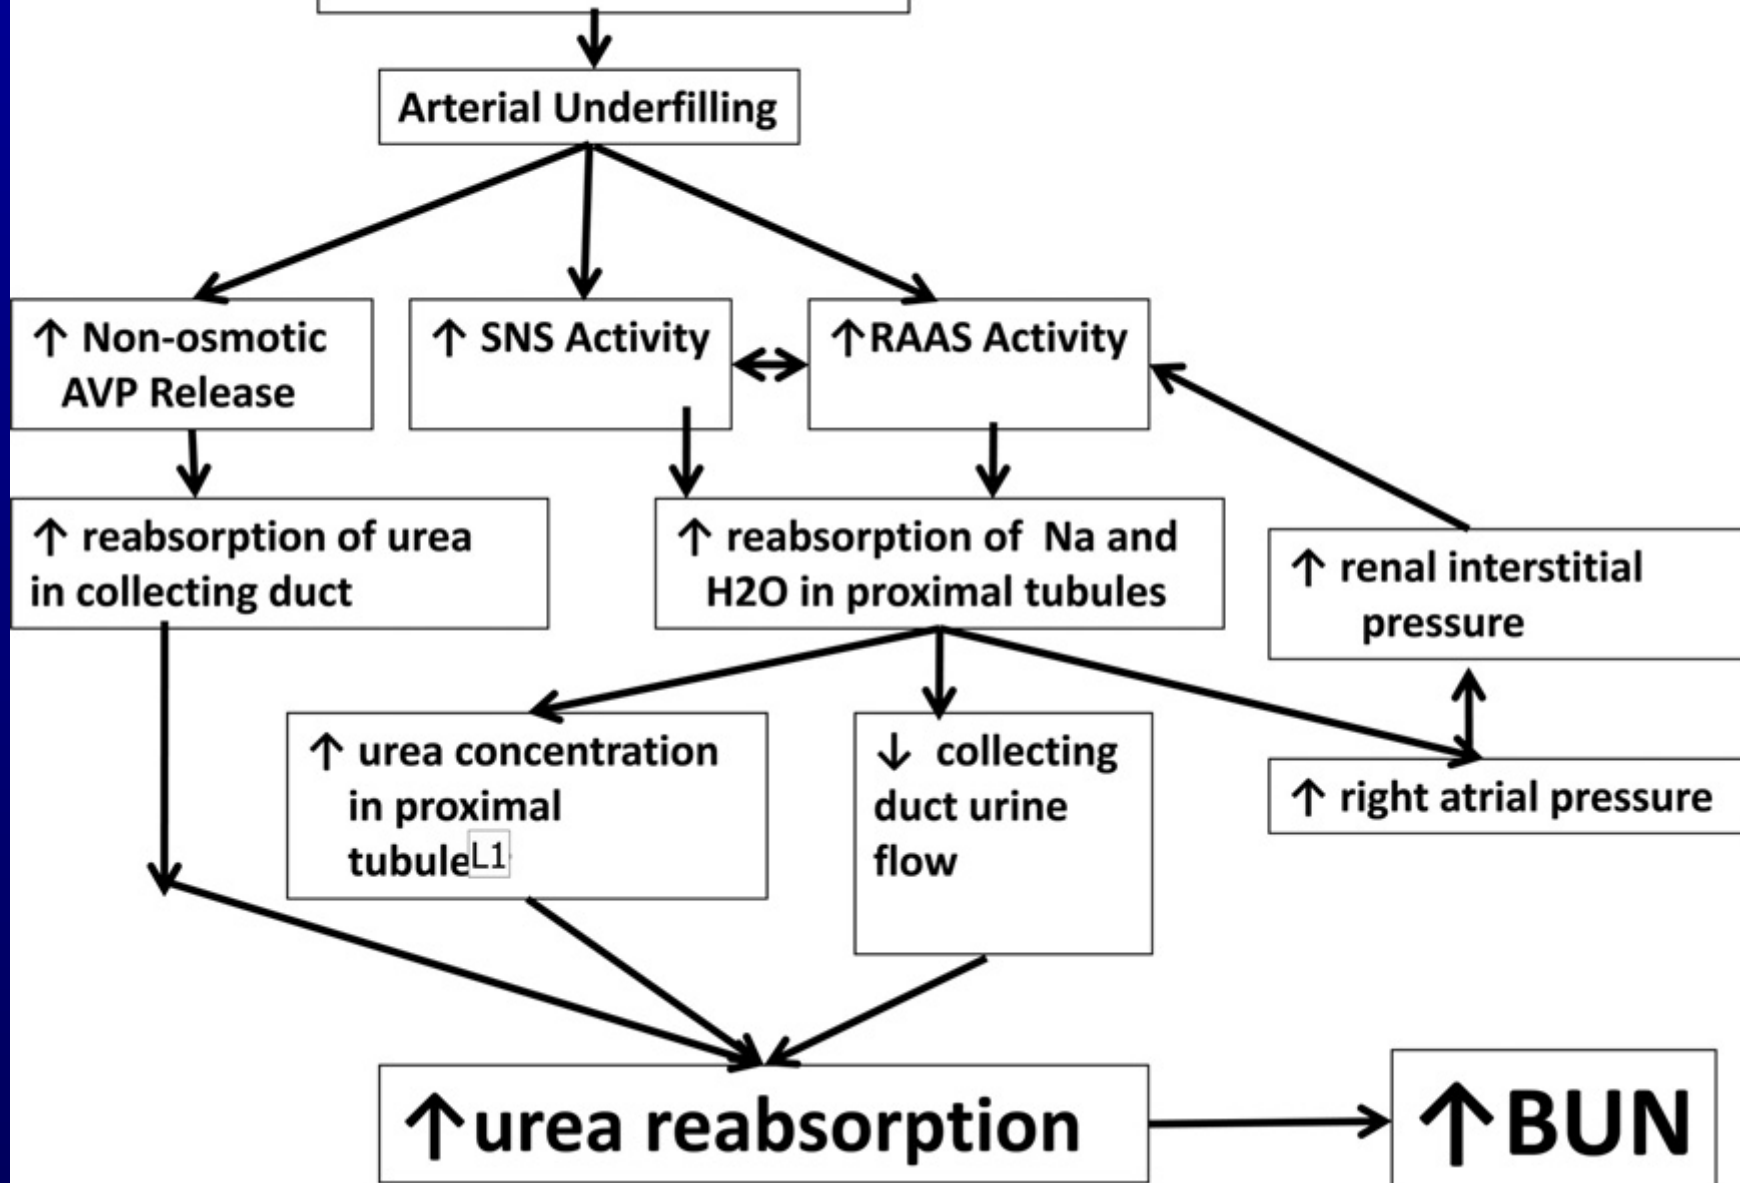 Arterial Underfilling
↑ Non-osmotic
AVP Release
↑ SNS Activity
↑RAAS Activity
↑ reabsorption of urea
in collecting duct
↑ reabsorption of Na and
H2O in proximal tubules
↑ renal interstitial
pressure
↑ urea concentration
in proximal
tubule
L1
↓ collecting
duct urine
flow
↑ right atrial pressure
↑urea reabsorption
↑BUN